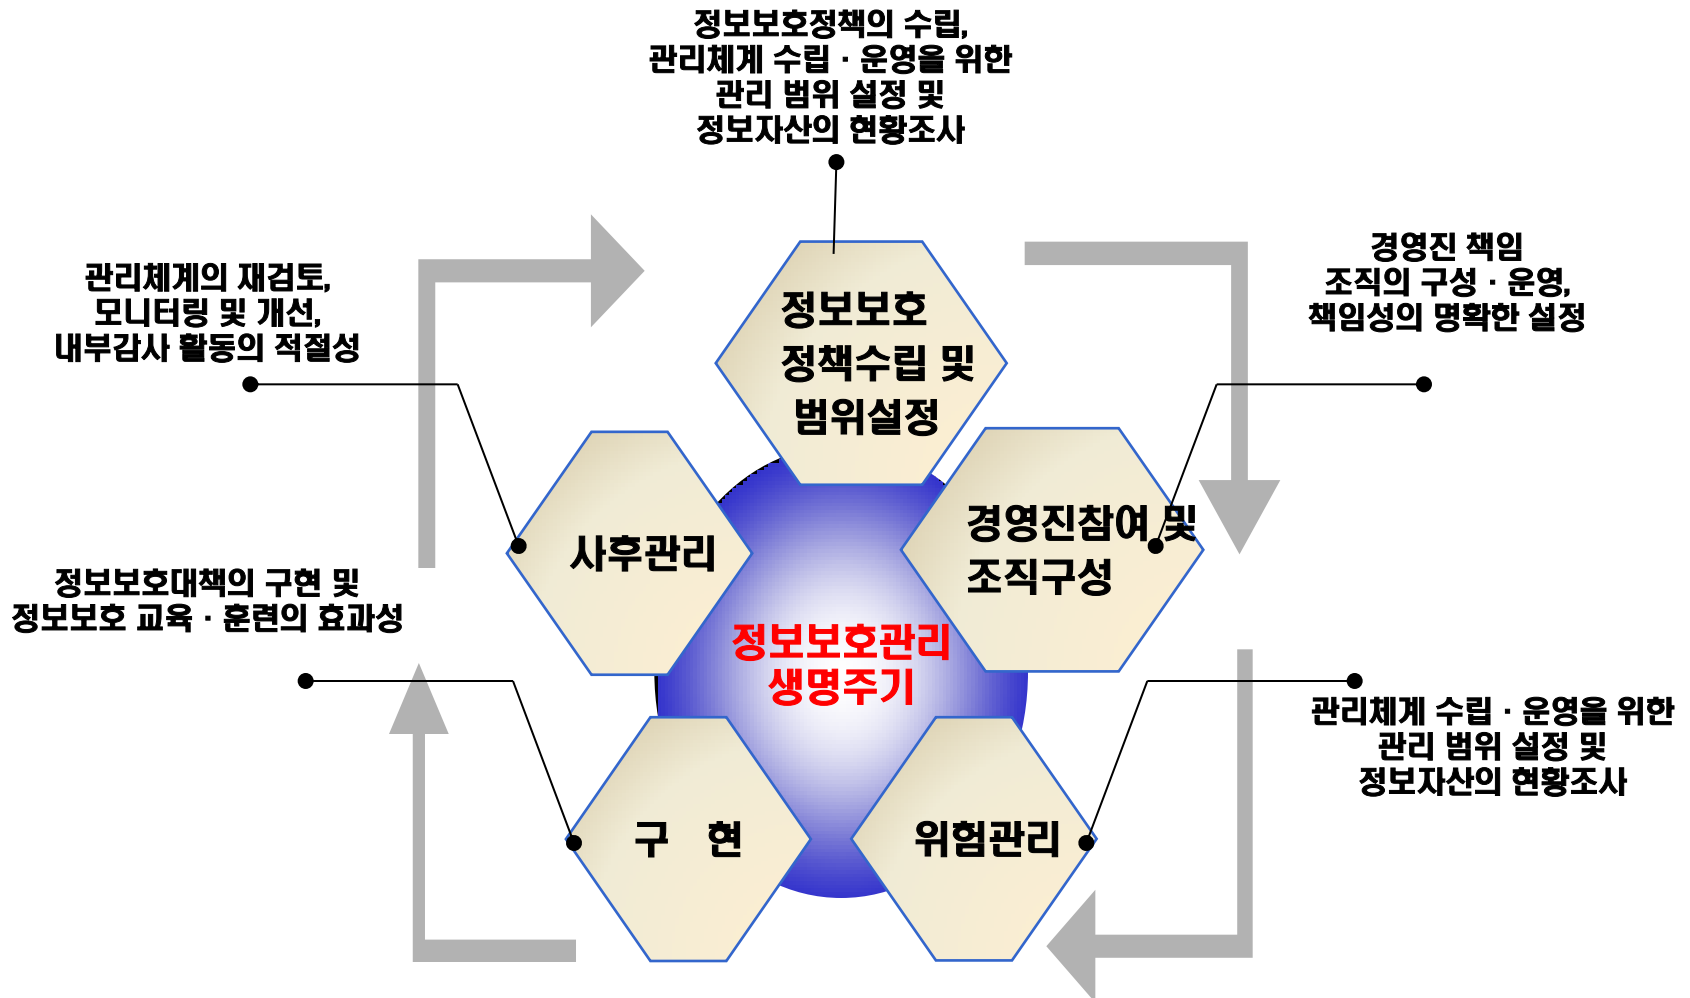 정보보호정책의 수립,
관리체계 수립 · 운영을 위한
관리 범위 설정 및
정보자산의 현황조사
경영진 책임
조직의 구성 · 운영,
책임성의 명확한 설정
관리체계의 재검토,
모니터링 및 개선,
내부감사 활동의 적절성
정보보호
정책수립 및
범위설정
경영진참여 및
조직구성
사후관리
정보보호대책의 구현 및
정보보호 교육 · 훈련의 효과성
정보보호관리
생명주기
관리체계 수립 · 운영을 위한
관리 범위 설정 및
정보자산의 현황조사
구 현
위험관리